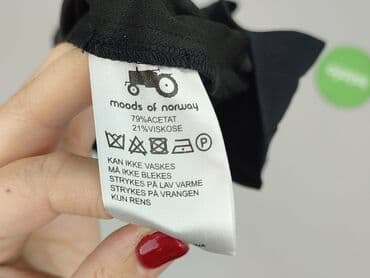 moods of norway
79%ACETAT
21%VISKOSE
KAN IKKE VASKES
MÅ IKKE BLEKES
STRYKES PÅ LAV VARME
STRYKES PÅ VRANGEN
KUN RENS